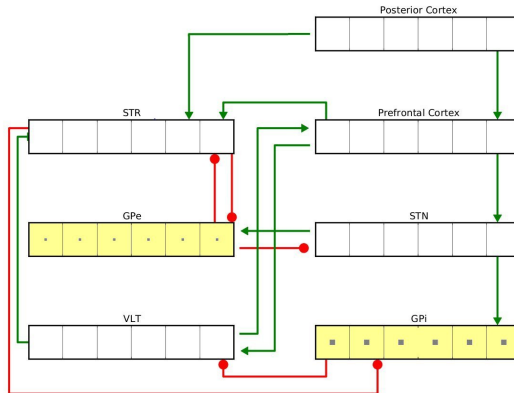 Posterior Cortex
STR
Prefrontal Cortex
GPe
STN
VLT
GPi